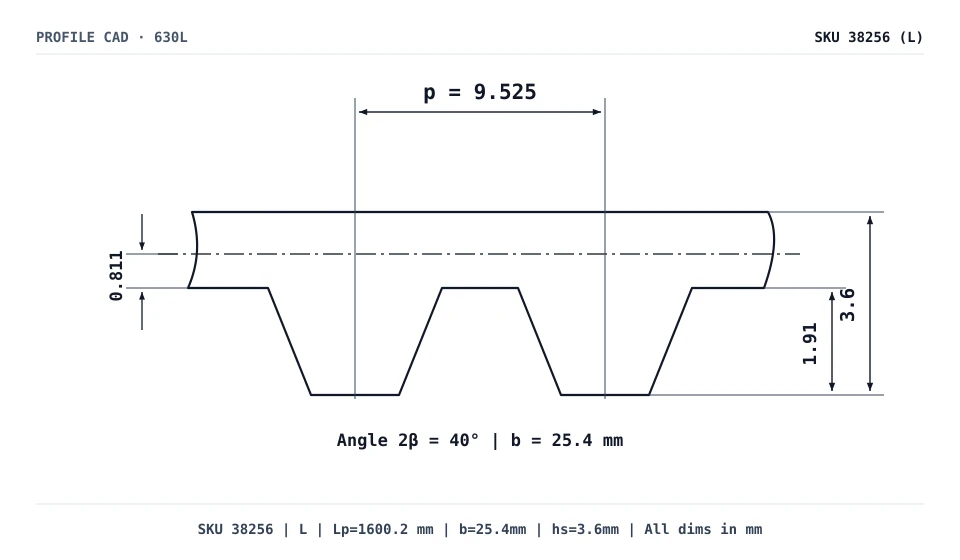 PROFILE CAD · 630L
SKU 38256 (L)
p = 9.525
0.811
3.6
1.91
Angle 2β = 40° | b = 25.4 mm
SKU 38256 | L | Lp=1600.2 mm | b=25.4mm | hs=3.6mm | All dims in mm